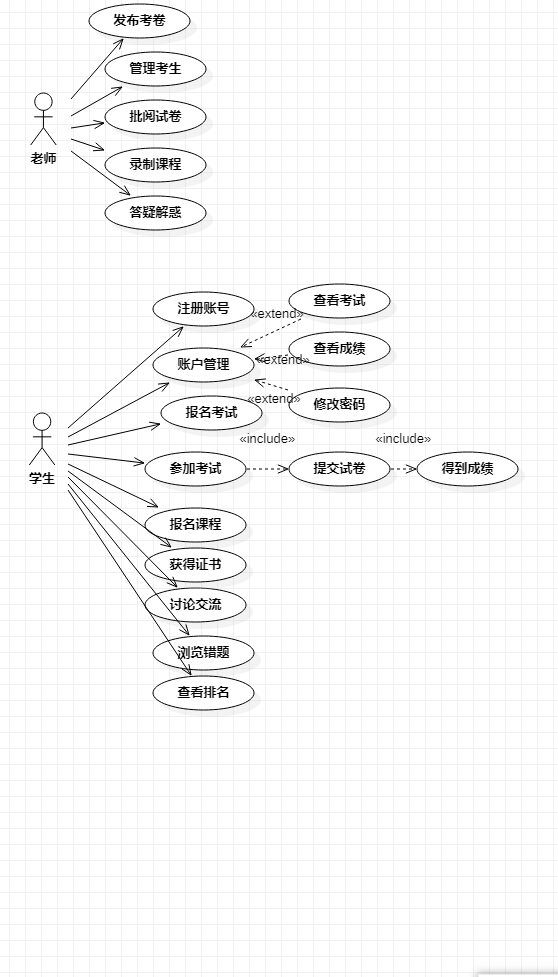 发布考卷
管理考生
批阅试卷
老师
录制课程
答疑解惑
注册账号
«extend»
查看考试
账户管理
«extend»
查看成绩
«extend»
修改密码
报名考试
学生
参加考试
«include»
提交试卷
«include»
得到成绩
报名课程
获得证书
讨论交流
浏览错题
查看排名